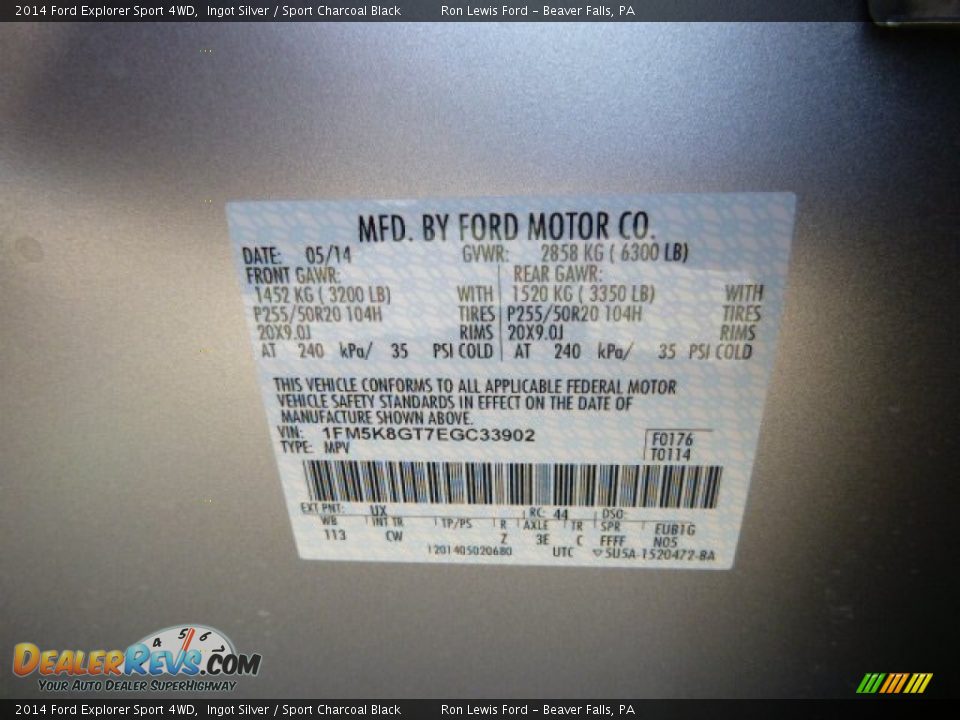 2014 Ford Explorer Sport 4WD, Ingot Silver / Sport Charcoal Black Ron Lewis Ford - Beaver Falls, PA
MFD. BY FORD MOTOR CO.
DATE: 05/14 GVWR: 2858 KG ( 6300 LB)
FRONT GAWR: REAR GAWR:
1452 KG ( 3200 LB) WITH 1520 KG ( 3350 LB) WITH
P255/50R20 104H TIRES P255/50R20 104H TIRES
20X9.0J RIMS 20X9.0J RIMS
AT 240 kPa/ 35 PSI COLD AT 240 kPa/ 35 PSI COLD
THIS VEHICLE CONFORMS TO ALL APPLICABLE FEDERAL MOTOR
VEHICLE SAFETY STANDARDS IN EFFECT ON THE DATE OF
MANUFACTURE SHOWN ABOVE.
VIN: 1FM5K8GT7EGC33902 F0176
TYPE: MPV T0114
EXT PNT: UX RC: 44 DSO:
WB INT TR TP/PS R AXLE TR SPR EUB1G
113 CW Z 3E C FFFF N05
1201405020680 UTC ▽5U5A-1520472-BA
4 5 6 7
DEALERREVS.COM
YOUR AUTO DEALER SUPERHIGHWAY
2014 Ford Explorer Sport 4WD, Ingot Silver / Sport Charcoal Black Ron Lewis Ford - Beaver Falls, PA